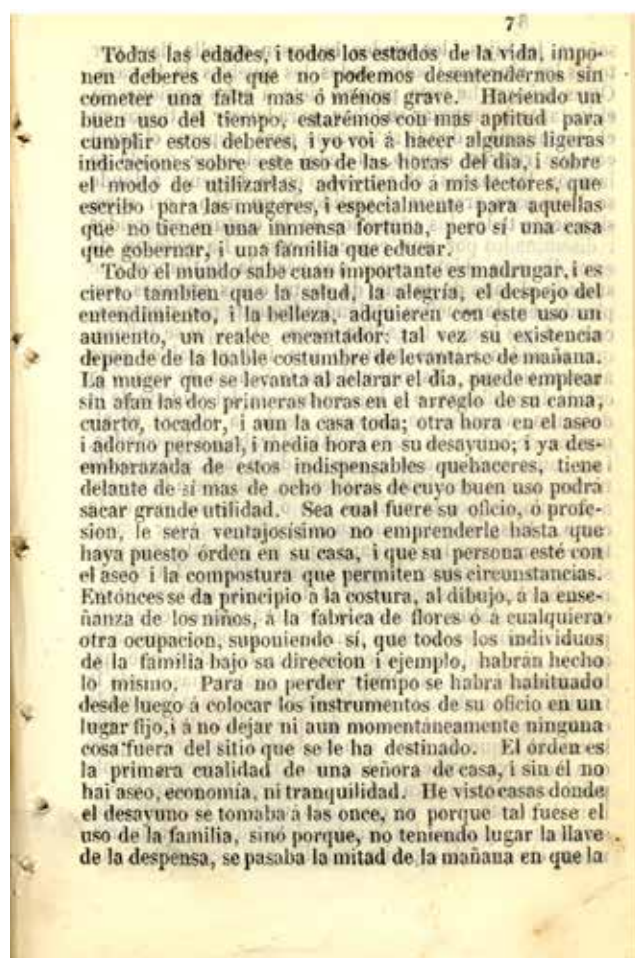 7
Todas las edades, i todos los estados de la vida, impo-
nen deberes de que no podemos desentendernos sin
cometer una falta mas ó ménos grave. Haciendo un
buen uso del tiempo, estarémos con mas aptitud para
cumplir estos deberes, i yo voi á hacer algunas ligeras
indicaciones sobre este uso de las horas del dia, i sobre
el modo de utilizarlas, advirtiendo á mis lectores, que
escribo para las mugeres, i especialmente para aquellas
que no tienen una inmensa fortuna, pero sí una casa
que gobernar, i una familia que educar.
Todo el mundo sabe cuan importante es madrugar, i es
cierto tambien que la salud, la alegría, el despejo del
entendimiento, i la belleza, adquieren con este uso un
aumento, un realce encantador: tal vez su existencia
depende de la loable costumbre de levantarse de mañana.
La muger que se levanta al aclarar el dia, puede emplear
sin afan las dos primeras horas en el arreglo de su cama,
cuarto, tocador, i aun la casa toda; otra hora en el aseo
i adorno personal, i media hora en su desayuno; i ya des-
embarazada de estos indispensables quehaceres, tiene
delante de sí mas de ocho horas de cuyo buen uso podra
sacar grande utilidad. Sea cual fuere su oficio, ó profe-
sion, le será ventajosísimo no emprenderle hasta que
haya puesto órden en su casa, i que su persona esté con
el aseo i la compostura que permiten sus circunstancias.
Entónces se da principio a la costura, al dibujo, a la ense-
ñanza de los niños, a la fabrica de flores ó a cualquiera
otra ocupacion, suponiendo sí, que todos los individuos
de la familia bajo su direccion i ejemplo, habran hecho
lo mismo. Para no perder tiempo se habra habituado
desde luego á colocar los instrumentos de su oficio en un
lugar fijo, i á no dejar ni aun momentáneamente ninguna
cosa fuera del sitio que se le ha destinado. El órden es
la primera cualidad de una señora de casa, i sin él no
hai aseo, economía, ni tranquilidad. He visto casas donde
el desayuno se tomaba á las once, no porque tal fuese el
uso de la familia, sinó porque, no teniendo lugar la llave
de la despensa, se pasaba la mitad de la mañana en que la